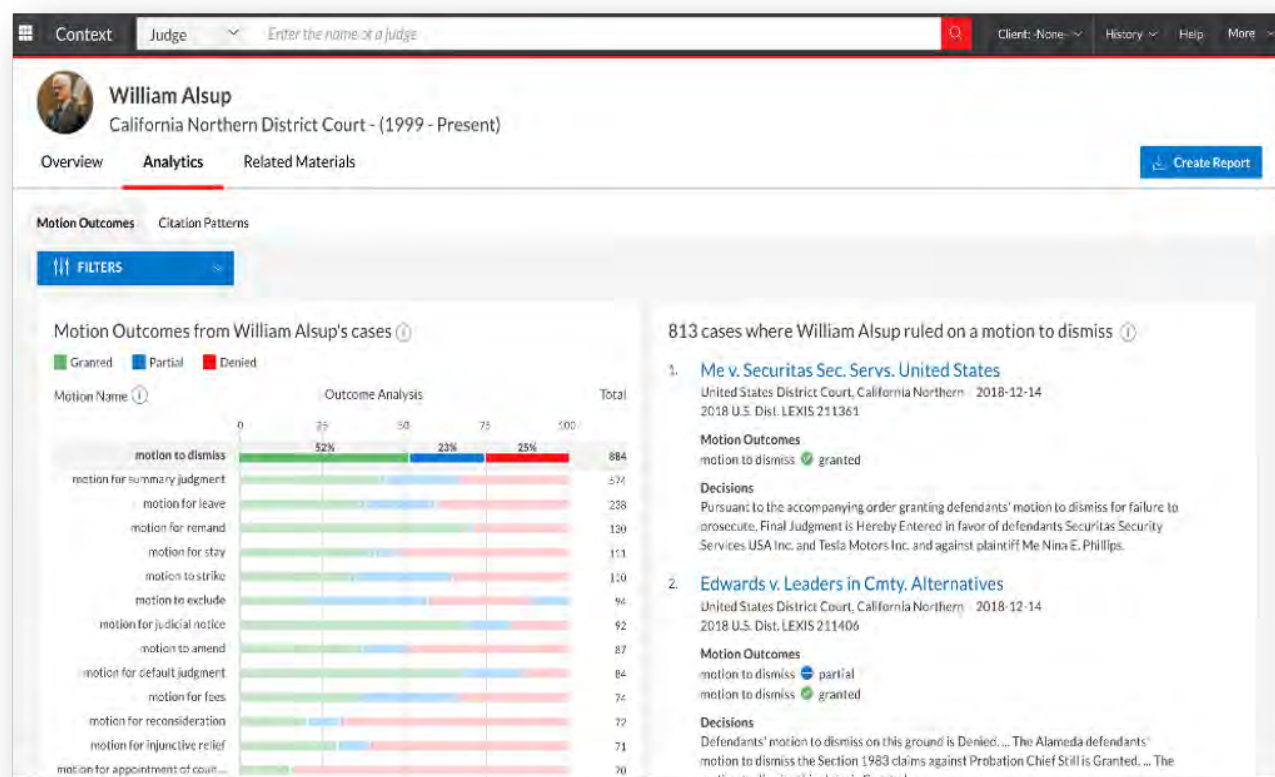 Context
Judge
Enter the name of a judge
Client: -None-
History
Help
More
William Alsup
California Northern District Court - (1999 - Present)
Overview
Analytics
Related Materials
Create Report
Motion Outcomes
Citation Patterns
FILTERS
Motion Outcomes from William Alsup's cases
Granted
Partial
Denied
Motion Name
Outcome Analysis
Total
0 25 50 75 100
motion to dismiss 52% 23% 25% 884
motion for summary judgment 574
motion for leave 238
motion for remand 130
motion for stay 111
motion to strike 110
motion to exclude 94
motion for judicial notice 92
motion to amend 87
motion for default judgment 84
motion for fees 74
motion for reconsideration 72
motion for injunctive relief 71
motion for appointment of coun... 70
813 cases where William Alsup ruled on a motion to dismiss
1. Me v. Securitas Sec. Servs. United States
United States District Court, California Northern 2018-12-14
2018 U.S. Dist. LEXIS 211361
Motion Outcomes
motion to dismiss granted
Decisions
Pursuant to the accompanying order granting defendants' motion to dismiss for failure to
prosecute, Final Judgment is Hereby Entered in favor of defendants Securitas Security
Services USA Inc. and Tesla Motors Inc. and against plaintiff Me Nina E. Phillips.
2. Edwards v. Leaders in Cmty. Alternatives
United States District Court, California Northern 2018-12-14
2018 U.S. Dist. LEXIS 211406
Motion Outcomes
motion to dismiss partial
motion to dismiss granted
Decisions
Defendants' motion to dismiss on this ground is Denied. ... The Alameda defendants'
motion to dismiss the Section 1983 claims against Probation Chief Still is Granted. ... The